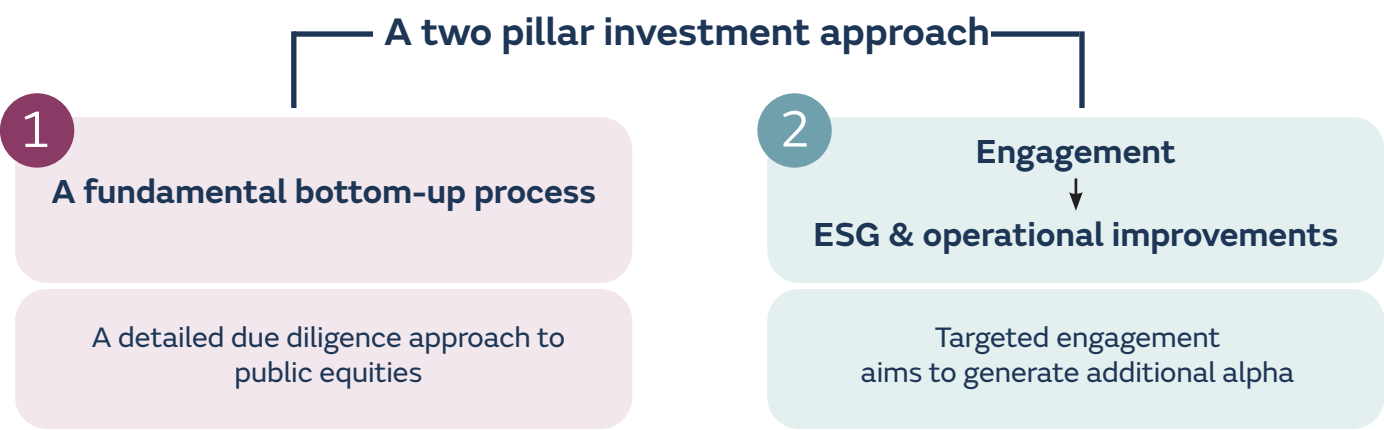 A two pillar investment approach
1
A fundamental bottom-up process
A detailed due diligence approach to
public equities
2
Engagement
ESG & operational improvements
Targeted engagement
aims to generate additional alpha